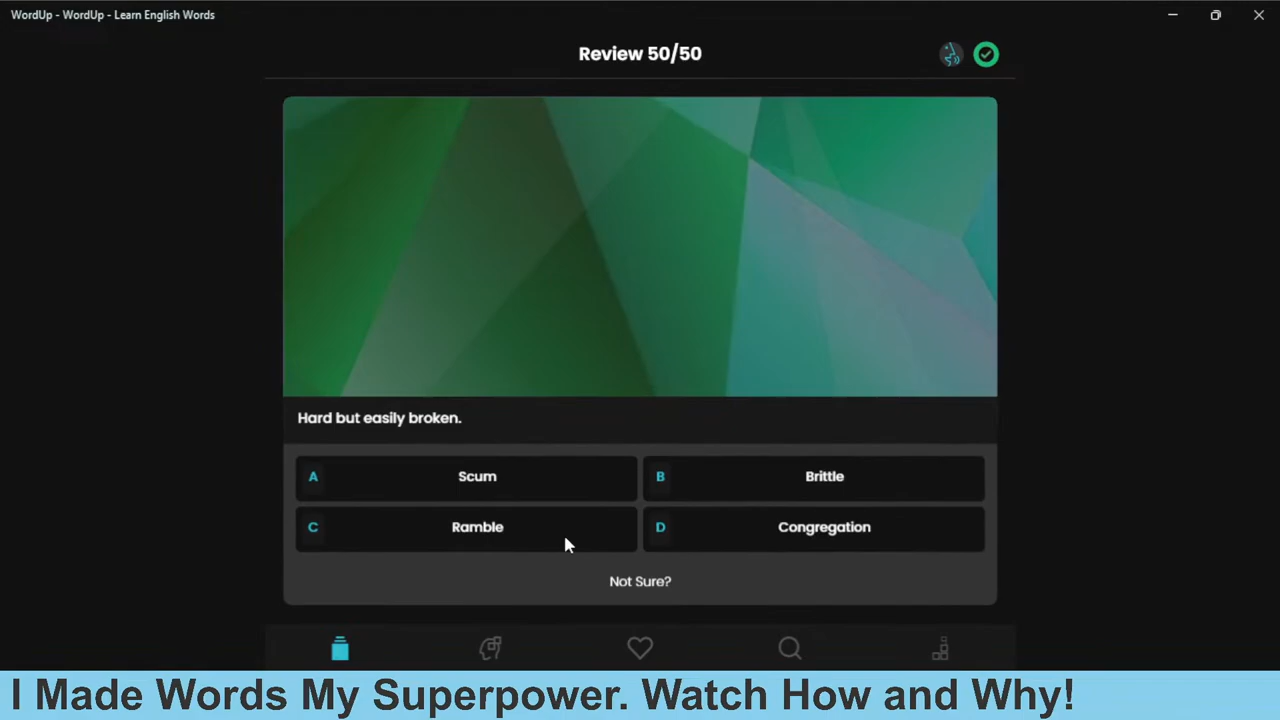 WordUp - WordUp - Learn English Words
Review 50/50
Hard but easily broken.
A Scum
B Brittle
C Ramble
D Congregation
Not Sure?
I Made Words My Superpower. Watch How and Why!